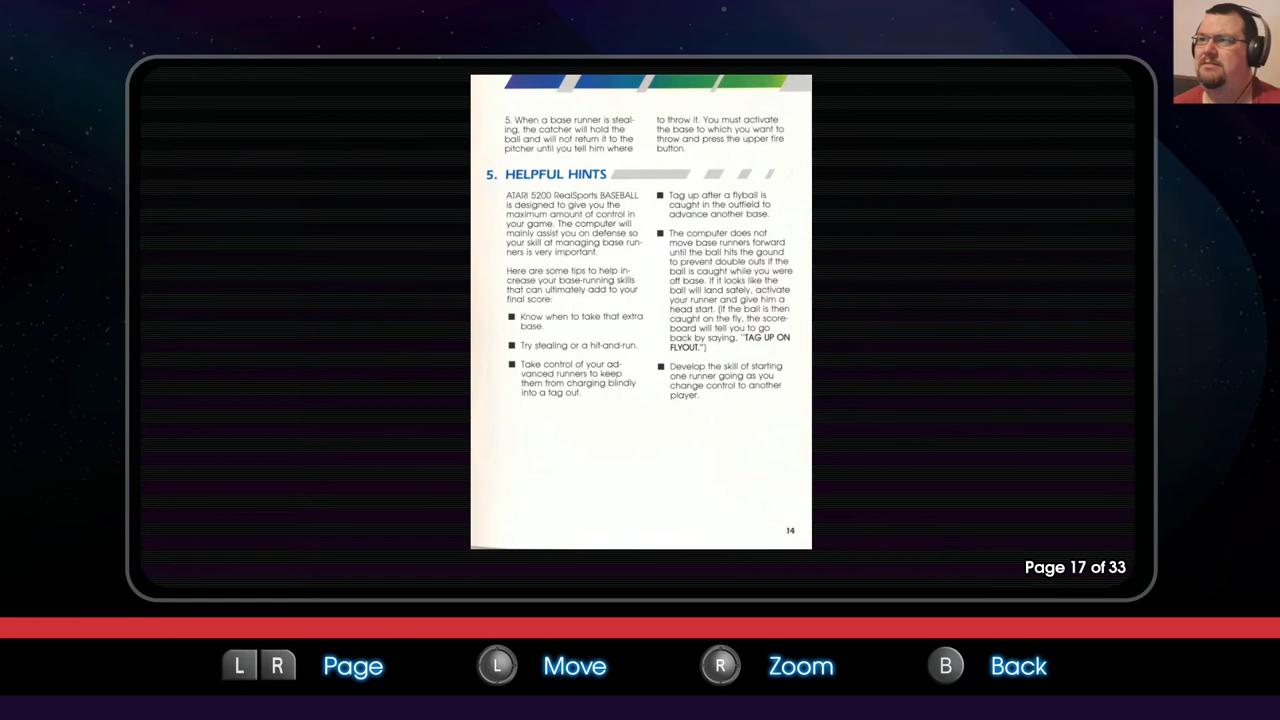 5. When a base runner is steal-
ing, the catcher will hold the
ball and will not return it to the
pitcher until you tell him where
to throw it. You must activate
the base to which you want to
throw and press the upper fire
button.
5. HELPFUL HINTS
ATARI 5200 RealSports BASEBALL
is designed to give you the
maximum amount of control in
your game. The computer will
mainly assist you on defense so
your skill at managing base run-
ners is very important.
Here are some tips to help in-
crease your base-running skills
that can ultimately add to your
final score:
■ Know when to take that extra
base.
■ Try stealing or a hit-and-run.
■ Take control of your ad-
vanced runners to keep
them from charging blindly
into a tag out.
■ Tag up after a flyball is
caught in the outfield to
advance another base.
■ The computer does not
move base runners forward
until the ball hits the gound
to prevent double outs if the
ball is caught while you were
off base. If it looks like the
ball will land safely, activate
your runner and give him a
head start. (If the ball is then
caught on the fly, the score-
board will tell you to go
back by saying, "TAG UP ON
FLYOUT.")
■ Develop the skill of starting
one runner going as you
change control to another
player.
14
Page 17 of 33
L R Page
L Move
R Zoom
B Back